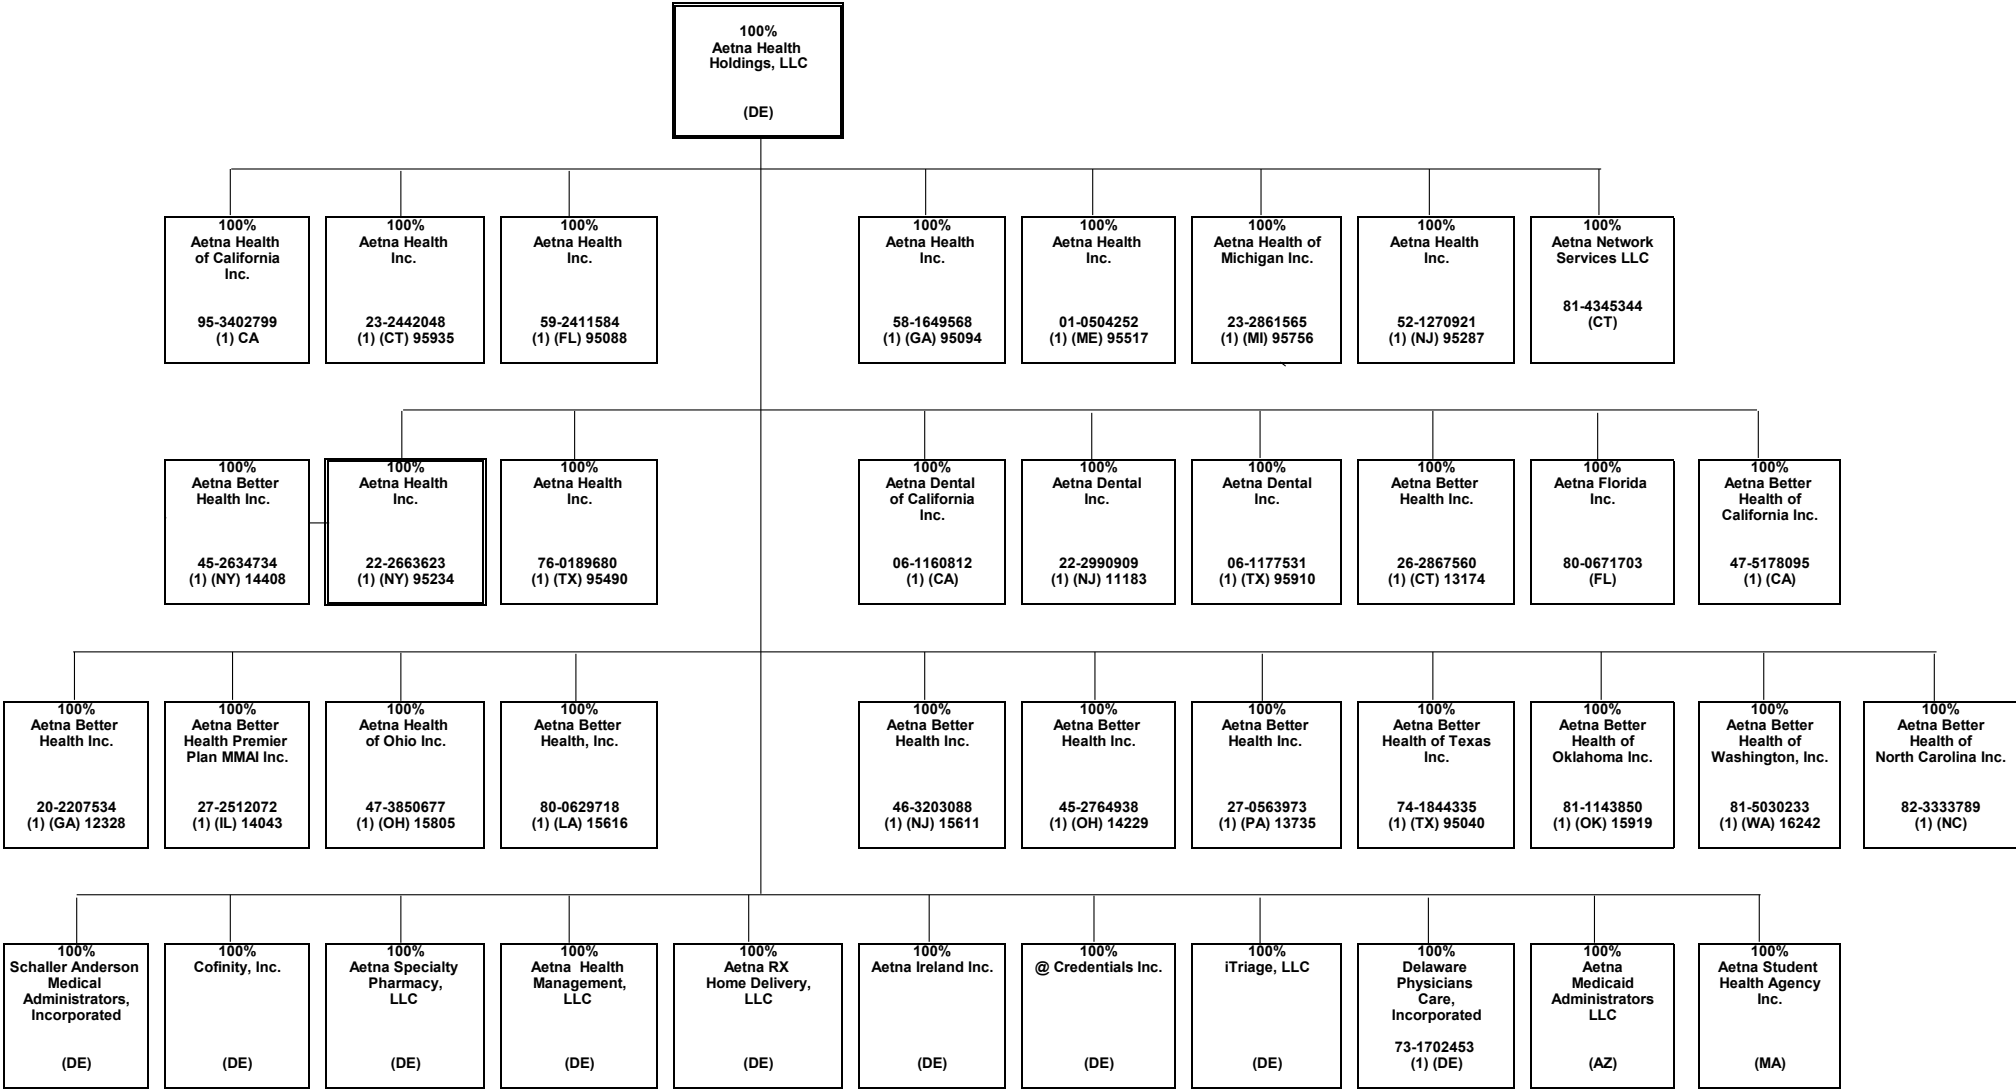 100%
Aetna Health
Holdings, LLC
(DE)
100%
Aetna Health
of California
Inc.
95-3402799
(1) CA
100%
Aetna Health
Inc.
23-2442048
(1) (CT) 95935
100%
Aetna Health
Inc.
59-2411584
(1) (FL) 95088
100%
Aetna Health
Inc.
58-1649568
(1) (GA) 95094
100%
Aetna Health
Inc.
01-0504252
(1) (ME) 95517
100%
Aetna Health of
Michigan Inc.
23-2861565
(1) (MI) 95756
100%
Aetna Health
Inc.
52-1270921
(1) (NJ) 95287
100%
Aetna Network
Services LLC
81-4345344
(CT)
100%
Aetna Better
Health Inc.
45-2634734
(1) (NY) 14408
100%
Aetna Health
Inc.
22-2663623
(1) (NY) 95234
100%
Aetna Health
Inc.
76-0189680
(1) (TX) 95490
100%
Aetna Dental
of California
Inc.
06-1160812
(1) (CA)
100%
Aetna Dental
Inc.
22-2990909
(1) (NJ) 11183
100%
Aetna Dental
Inc.
06-1177531
(1) (TX) 95910
100%
Aetna Better
Health Inc.
26-2867560
(1) (CT) 13174
100%
Aetna Florida
Inc.
80-0671703
(FL)
100%
Aetna Better
Health of
California Inc.
47-5178095
(1) (CA)
100%
Aetna Better
Health Inc.
20-2207534
(1) (GA) 12328
100%
Aetna Better
Health Premier
Plan MMAI Inc.
27-2512072
(1) (IL) 14043
100%
Aetna Health
of Ohio Inc.
47-3850677
(1) (OH) 15805
100%
Aetna Better
Health, Inc.
80-0629718
(1) (LA) 15616
100%
Aetna Better
Health Inc.
46-3203088
(1) (NJ) 15611
100%
Aetna Better
Health Inc.
45-2764938
(1) (OH) 14229
100%
Aetna Better
Health Inc.
27-0563973
(1) (PA) 13735
100%
Aetna Better
Health of Texas
Inc.
74-1844335
(1) (TX) 95040
100%
Aetna Better
Health of
Oklahoma Inc.
81-1143850
(1) (OK) 15919
100%
Aetna Better
Health of
Washington, Inc.
81-5030233
(1) (WA) 16242
100%
Aetna Better
Health of
North Carolina Inc.
82-3333789
(1) (NC)
100%
Schaller Anderson
Medical
Administrators,
Incorporated
(DE)
100%
Cofinity, Inc.
(DE)
100%
Aetna Specialty
Pharmacy,
LLC
(DE)
100%
Aetna Health
Management,
LLC
(DE)
100%
Aetna RX
Home Delivery,
LLC
(DE)
100%
Aetna Ireland Inc.
(DE)
100%
@ Credentials Inc.
(DE)
100%
iTriage, LLC
(DE)
100%
Delaware
Physicians
Care,
Incorporated
73-1702453
(1) (DE)
100%
Aetna
Medicaid
Administrators
LLC
(AZ)
100%
Aetna Student
Health Agency
Inc.
(MA)